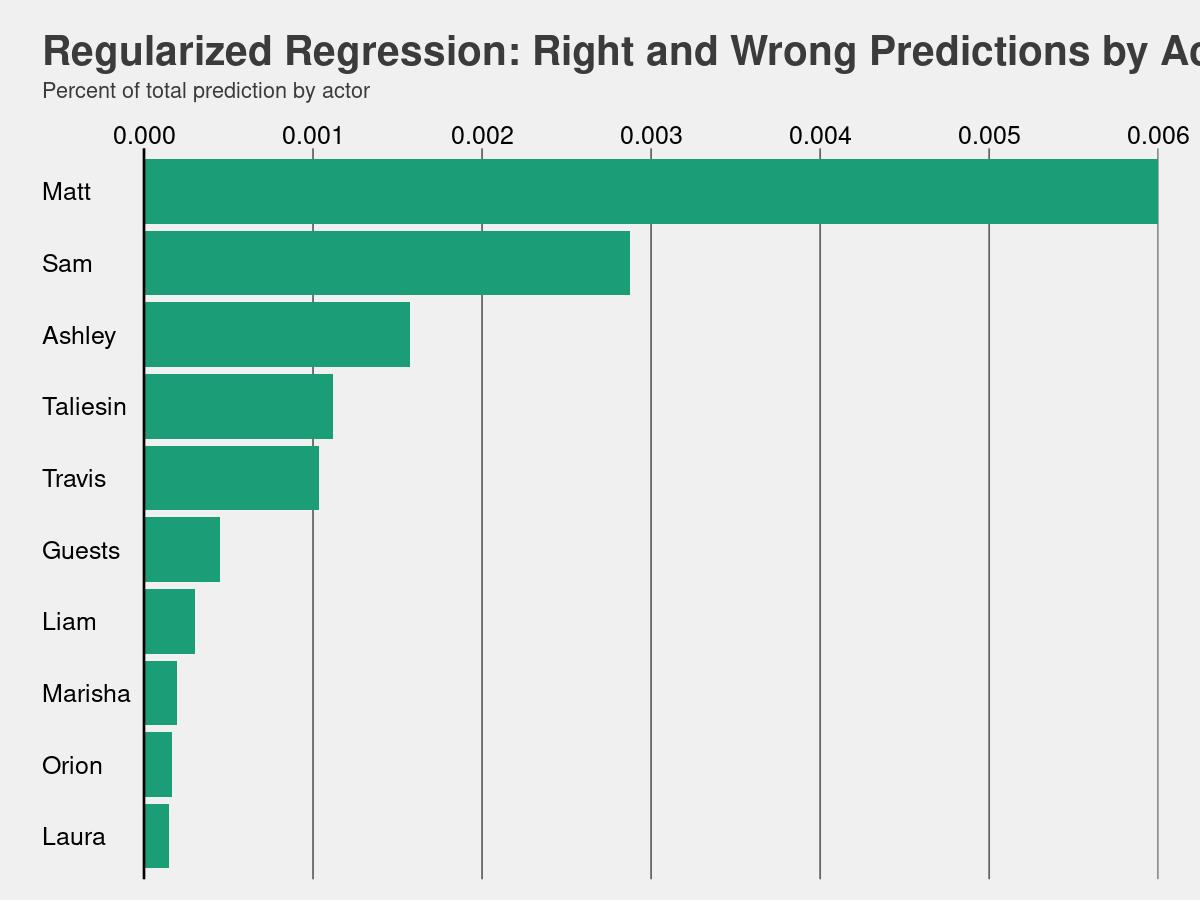 Regularized Regression: Right and Wrong Predictions by
Percent of total prediction by actor
0.000 0.001 0.002 0.003 0.004 0.005 0.006
Matt
Sam
Ashley
Taliesin
Travis
Guests
Liam
Marisha
Orion
Laura